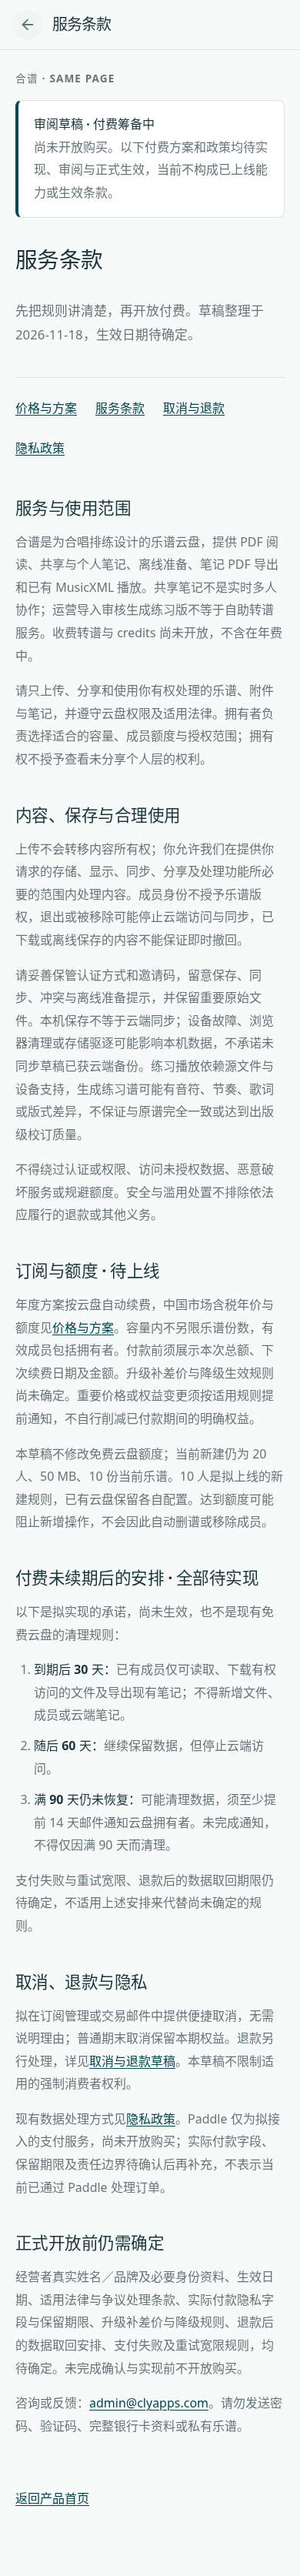 服务条款
合谱 · SAME PAGE
审阅草稿 · 付费筹备中
尚未开放购买。以下付费方案和政策均待实
现、审阅与正式生效，当前不构成已上线能
力或生效条款。
服务条款
先把规则讲清楚，再开放付费。草稿整理于
2026-11-18，生效日期待确定。
价格与方案 服务条款 取消与退款
隐私政策
服务与使用范围
合谱是为合唱排练设计的乐谱云盘，提供 PDF 阅
读、共享与个人笔记、离线准备、笔记 PDF 导出
和已有 MusicXML 播放。共享笔记不是实时多人
协作；运营导入审核生成练习版不等于自助转谱
服务。收费转谱与 credits 尚未开放，不含在年费
中。
请只上传、分享和使用你有权处理的乐谱、附件
与笔记，并遵守云盘权限及适用法律。拥有者负
责选择适合的容量、成员额度与授权范围；拥有
权不授予查看未分享个人层的权利。
内容、保存与合理使用
上传不会转移内容所有权；你允许我们在提供你
请求的存储、显示、同步、分享及处理功能所必
要的范围内处理内容。成员身份不授予乐谱版
权，退出或被移除可能停止云端访问与同步，已
下载或离线保存的内容不能保证即时撤回。
请妥善保管认证方式和邀请码，留意保存、同
步、冲突与离线准备提示，并保留重要原始文
件。本机保存不等于云端同步；设备故障、浏览
器清理或存储驱逐可能影响本机数据，不承诺未
同步草稿已获云端备份。练习播放依赖源文件与
设备支持，生成练习谱可能有音符、节奏、歌词
或版式差异，不保证与原谱完全一致或达到出版
级校订质量。
不得绕过认证或权限、访问未授权数据、恶意破
坏服务或规避额度。安全与滥用处置不排除依法
应履行的退款或其他义务。
订阅与额度 · 待上线
年度方案按云盘自动续费，中国市场含税年价与
额度见价格与方案。容量内不另限乐谱份数，有
效成员包括拥有者。付款前须展示本次总额、下
次续费日期及金额。升级补差价与降级生效规则
尚未确定。重要价格或权益变更须按适用规则提
前通知，不自行削减已付款期间的明确权益。
本草稿不修改免费云盘额度；当前新建仍为 20
人、50 MB、10 份当前乐谱。10 人是拟上线的新
建规则，已有云盘保留各自配置。达到额度可能
阻止新增操作，不会因此自动删谱或移除成员。
付费未续期后的安排 · 全部待实现
以下是拟实现的承诺，尚未生效，也不是现有免
费云盘的清理规则：
1. 到期后 30 天：已有成员仅可读取、下载有权
访问的文件及导出现有笔记；不得新增文件、
成员或云端笔记。
2. 随后 60 天：继续保留数据，但停止云端访
问。
3. 满 90 天仍未恢复：可能清理数据，须至少提
前 14 天邮件通知云盘拥有者。未完成通知，
不得仅因满 90 天而清理。
支付失败与重试宽限、退款后的数据取回期限仍
待确定，不适用上述安排来代替尚未确定的规
则。
取消、退款与隐私
拟在订阅管理或交易邮件中提供便捷取消，无需
说明理由；普通期末取消保留本期权益。退款另
行处理，详见取消与退款草稿。本草稿不限制适
用的强制消费者权利。
现有数据处理方式见隐私政策。Paddle 仅为拟接
入的支付服务，尚未开放购买；实际付款字段、
保留期限及责任边界待确认后再补充，不表示当
前已通过 Paddle 处理订单。
正式开放前仍需确定
经营者真实姓名／品牌及必要身份资料、生效日
期、适用法律与争议处理条款、实际付款隐私字
段与保留期限、升级补差价与降级规则、退款后
的数据取回安排、支付失败及重试宽限规则，均
待确定。未完成确认与实现前不开放购买。
咨询或反馈：admin@clyapps.com。请勿发送密
码、验证码、完整银行卡资料或私有乐谱。
返回产品首页